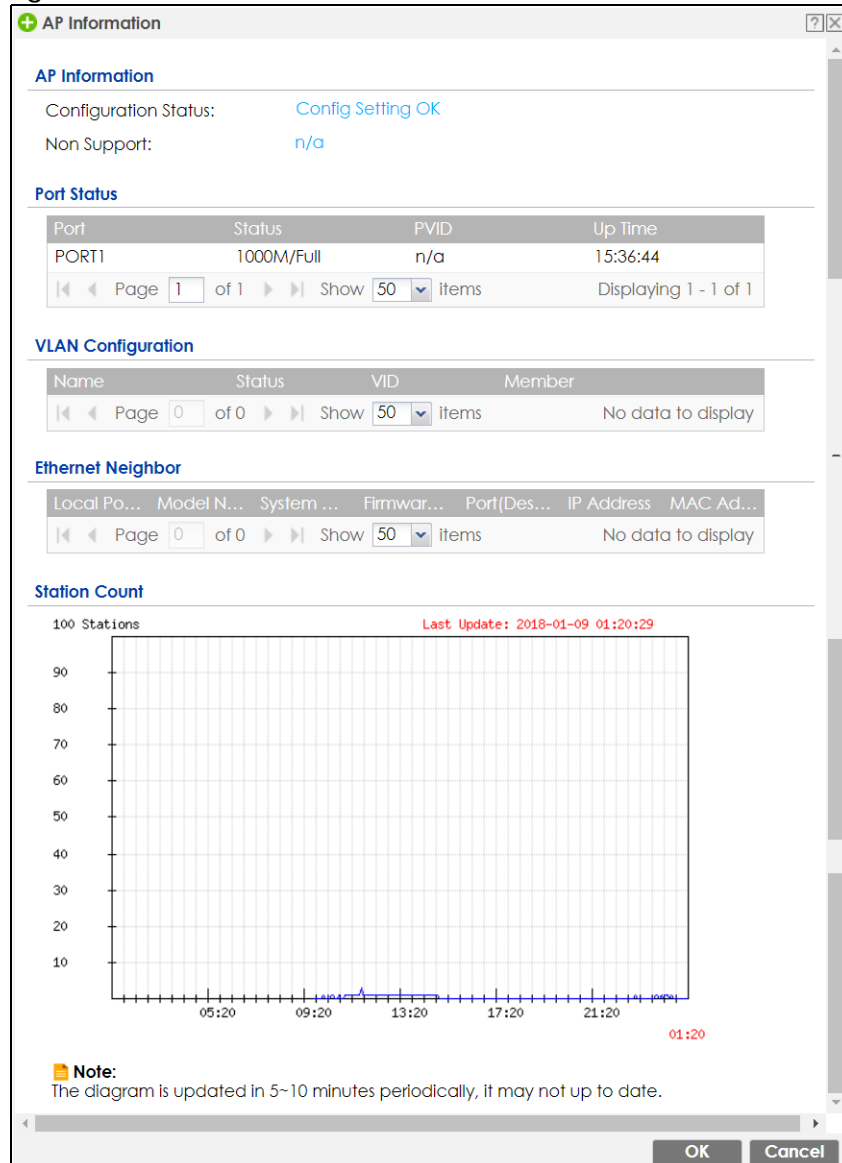 AP Information ? X
AP Information
Configuration Status: Config Setting OK
Non Support: n/a
Port Status
Port Status PVID Up Time
PORT1 1000M/Full n/a 15:36:44
Page 1 of 1 Show 50 items Displaying 1 - 1 of 1
VLAN Configuration
Name Status VID Member
Page 0 of 0 Show 50 items No data to display
Ethernet Neighbor
Local Po... Model N... System ... Firmwar... Port(Des... IP Address MAC Ad...
Page 0 of 0 Show 50 items No data to display
Station Count
100 Stations Last Update: 2018-01-09 01:20:29
90
80
70
60
50
40
30
20
10
05:20 09:20 13:20 17:20 21:20
01:20
Note:
The diagram is updated in 5~10 minutes periodically, it may not up to date.
OK Cancel